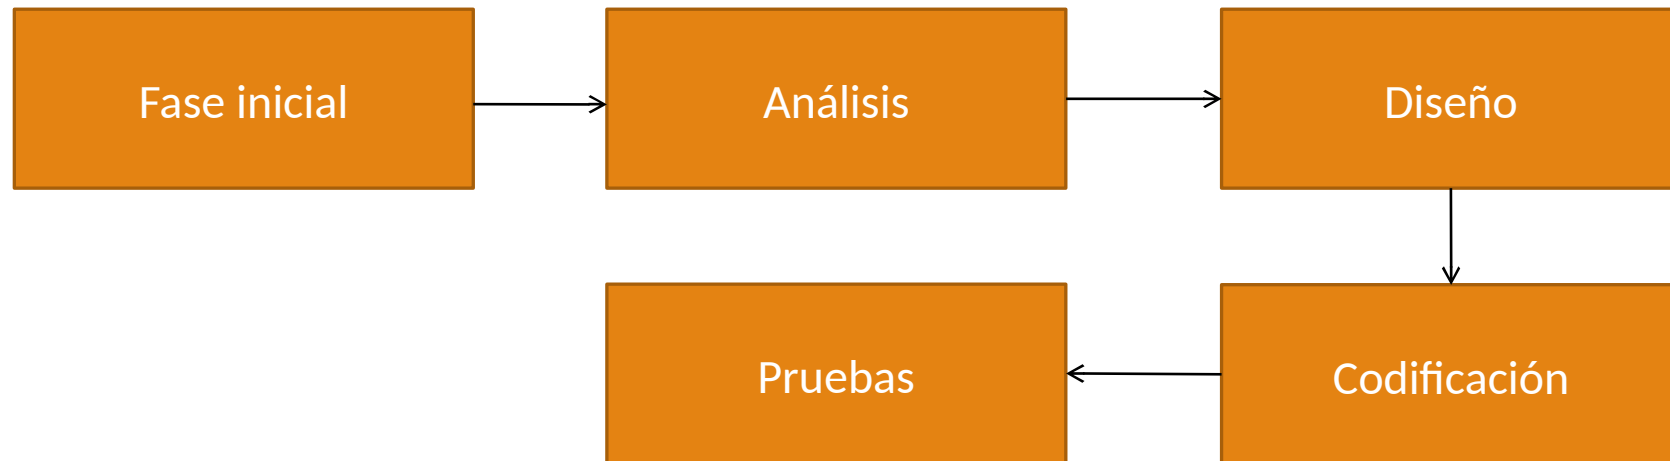 Fase inicial
Análisis
Diseño
Pruebas
Codificación